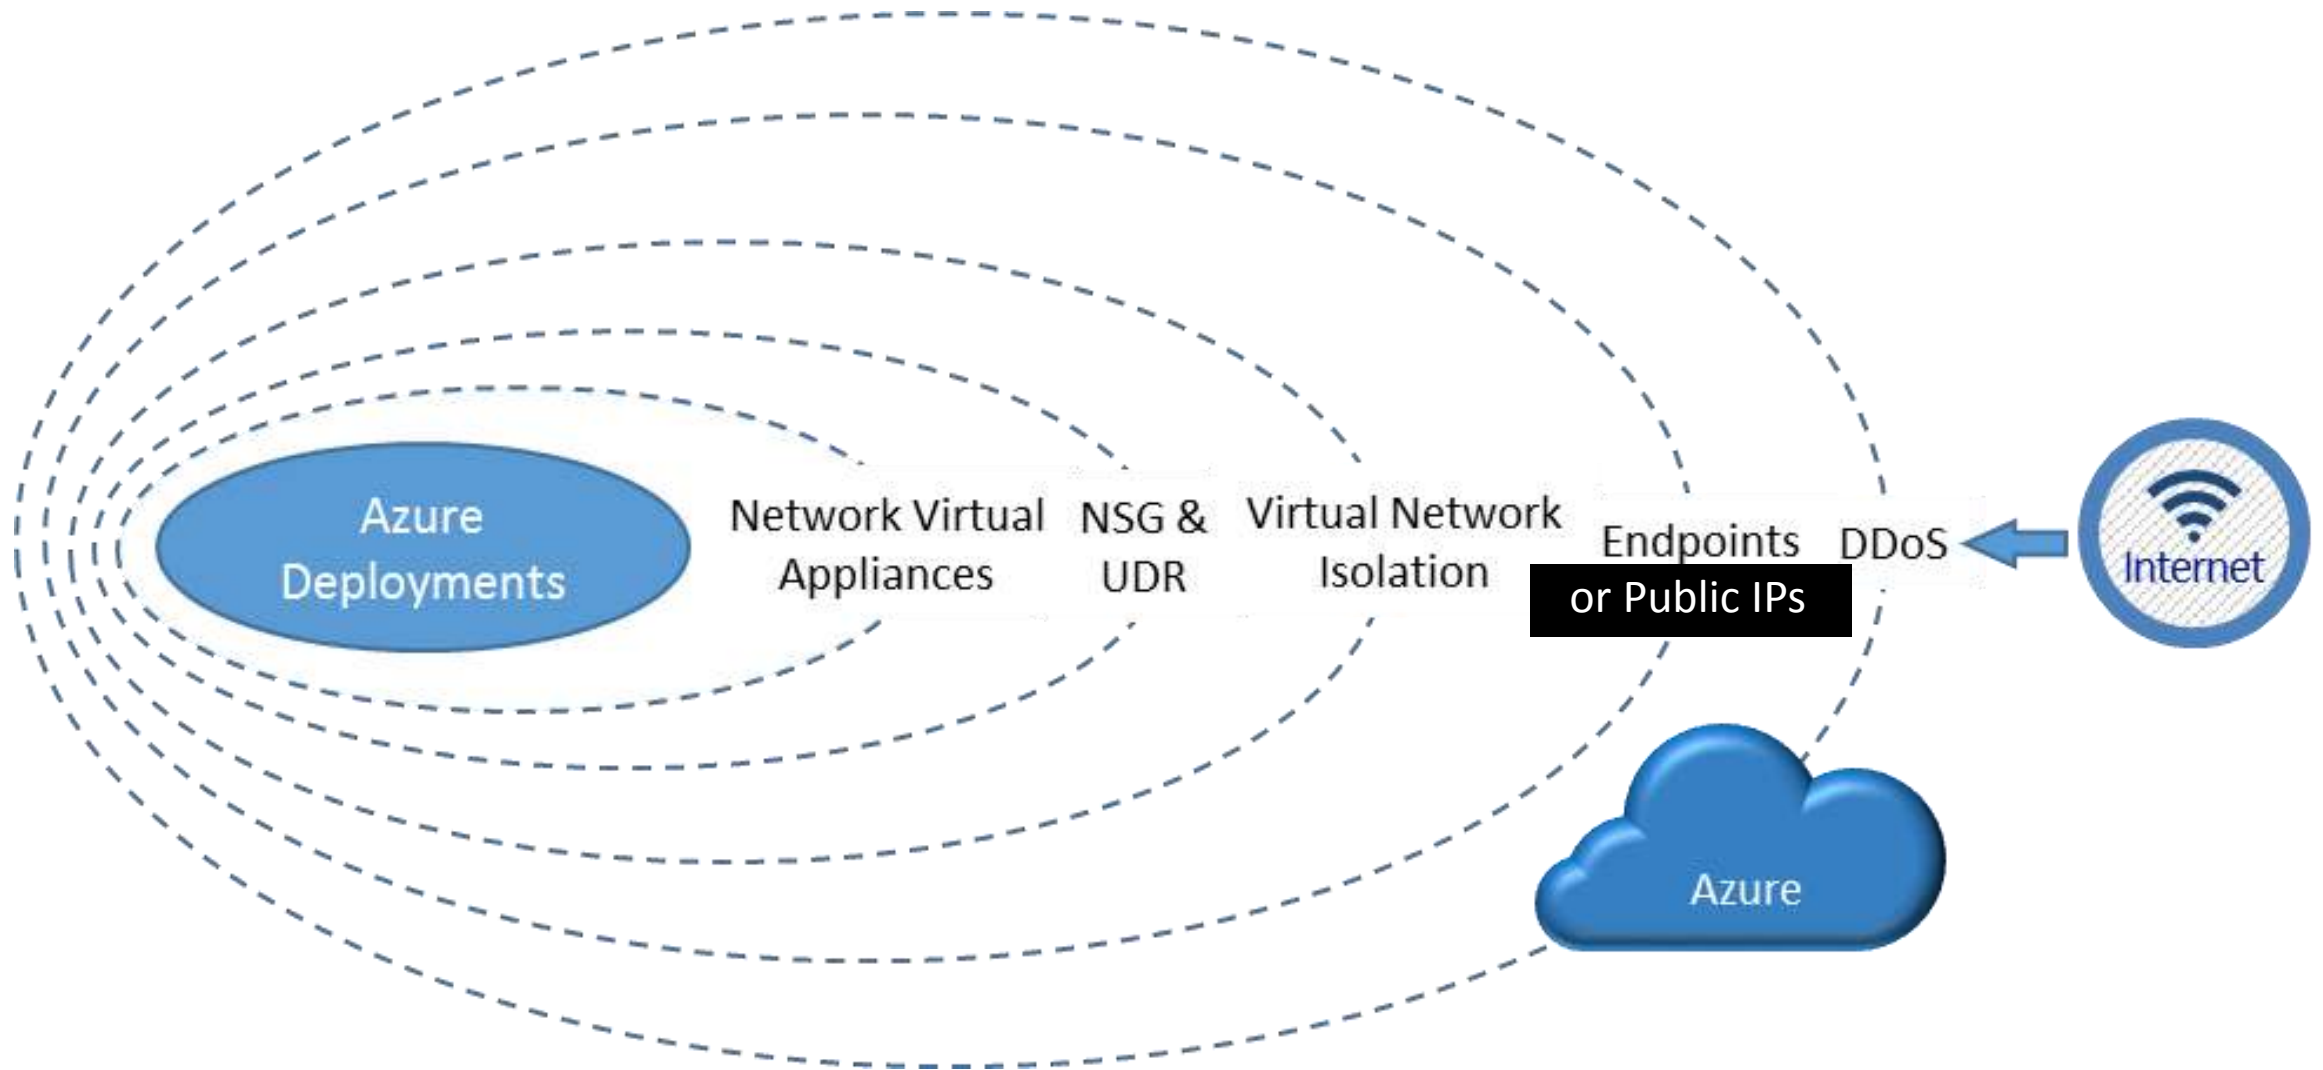 Azure
Deployments
Network Virtual
Appliances
NSG &
UDR
Virtual Network
Isolation
Endpoints
or Public IPs
DDoS
Internet
Azure